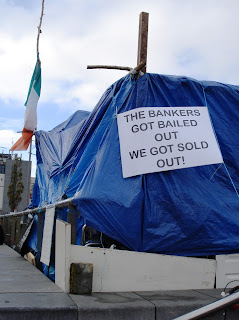 THE BANKERS
GOT BAILED
OUT
WE GOT SOLD
OUT!